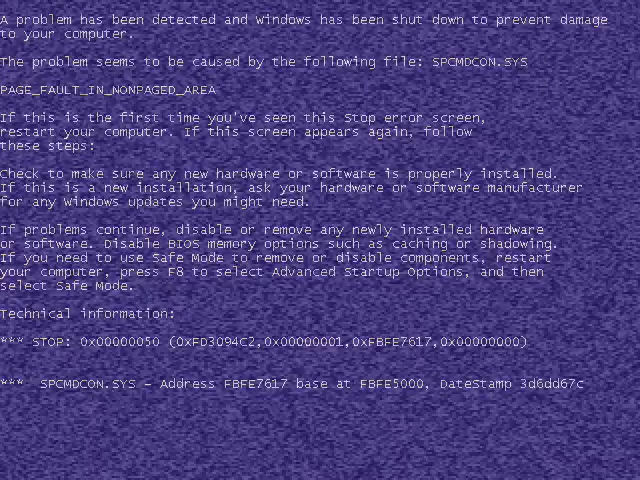 A problem has been detected and Windows has been shut down to prevent damage
to your computer.
The problem seems to be caused by the following file: SPCMDCON.SYS
PAGE_FAULT_IN_NONPAGED_AREA
If this is the first time you've seen this Stop error screen,
restart your computer. If this screen appears again, follow
these steps:
Check to make sure any new hardware or software is properly installed.
If this is a new installation, ask your hardware or software manufacturer
for any Windows updates you might need.
If problems continue, disable or remove any newly installed hardware
or software. Disable BIOS memory options such as caching or shadowing.
If you need to use Safe Mode to remove or disable components, restart
your computer, press F8 to select Advanced Startup Options, and then
select Safe Mode.
Technical information:
*** STOP: 0x00000050 (0xFD3094C2,0x00000001,0xFBFE7617,0x00000000)
*** SPCMDCON.SYS - Address FBFE7617 base at FBFE5000, DateStamp 3d6dd67c